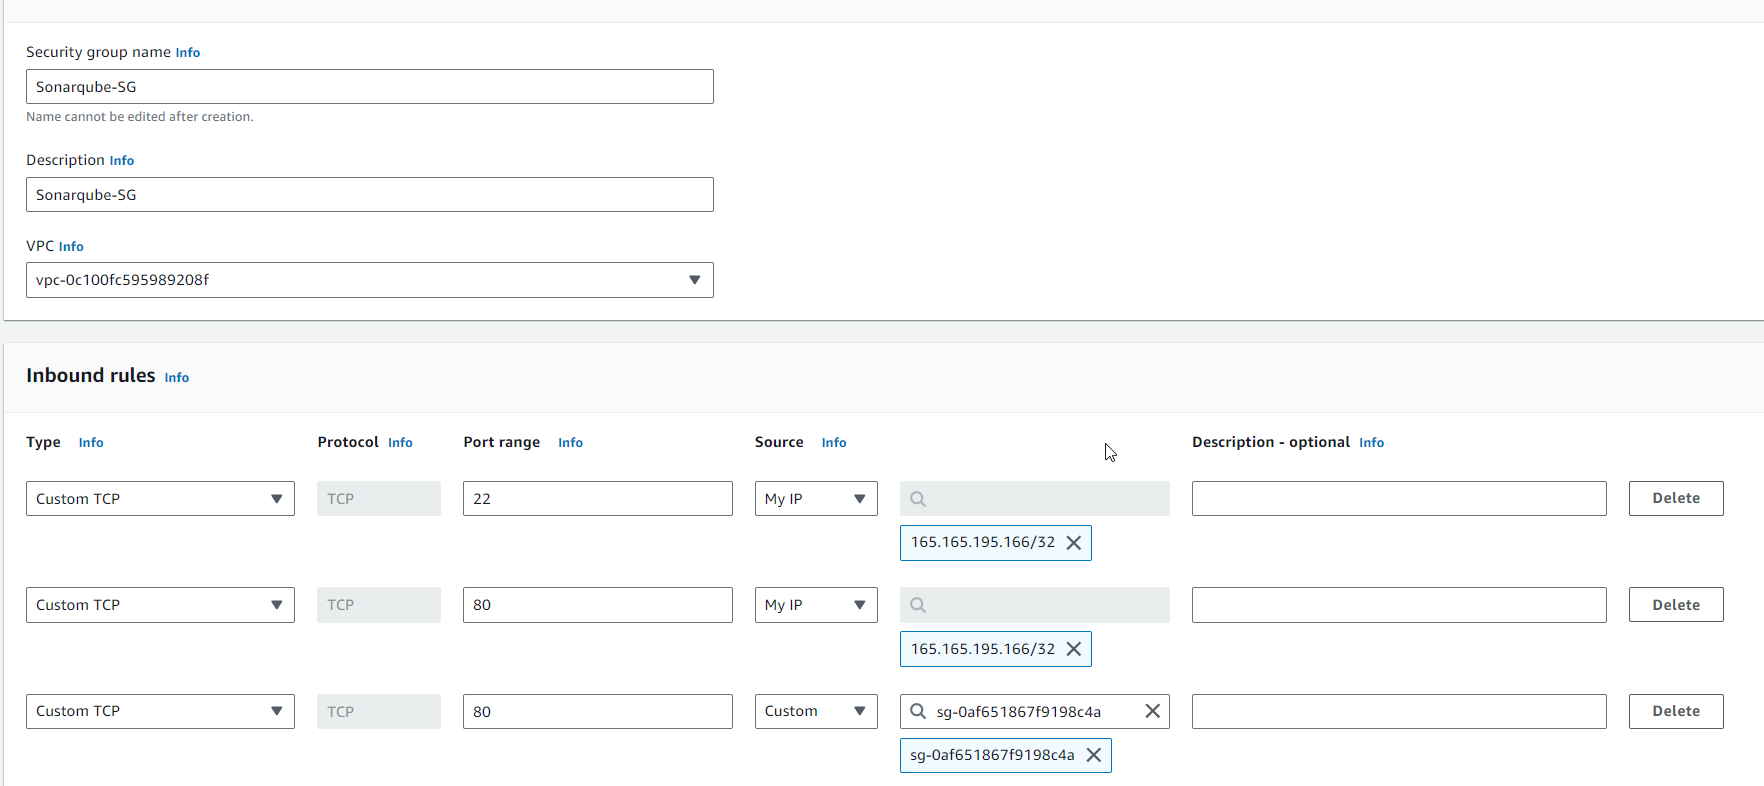 Security group name Info
Sonarqube-SG
Name cannot be edited after creation.
Description Info
Sonarqube-SG
VPC Info
vpc-0c100fc595989208f
Inbound rules Info
Type Info Protocol Info Port range Info Source Info Description - optional Info
Custom TCP TCP 22 My IP Delete
165.165.195.166/32
Custom TCP TCP 80 My IP Delete
165.165.195.166/32
Custom TCP TCP 80 Custom sg-0af651867f9198c4a Delete
sg-0af651867f9198c4a